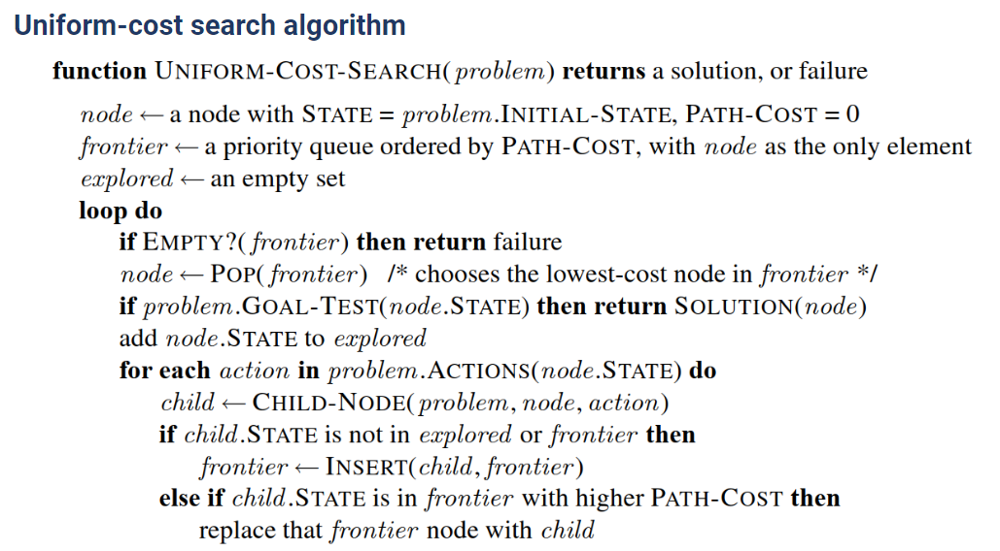 Uniform-cost search algorithm
function UNIFORM-COST-SEARCH(problem) returns a solution, or failure
node ← a node with STATE = problem.INITIAL-STATE, PATH-COST = 0
frontier ← a priority queue ordered by PATH-COST, with node as the only element
explored ← an empty set
loop do
if EMPTY?(frontier) then return failure
node ← POP(frontier) /* chooses the lowest-cost node in frontier */
if problem.GOAL-TEST(node.STATE) then return SOLUTION(node)
add node.STATE to explored
for each action in problem.ACTIONS(node.STATE) do
child ← CHILD-NODE(problem, node, action)
if child.STATE is not in explored or frontier then
frontier ← INSERT(child, frontier)
else if child.STATE is in frontier with higher PATH-COST then
replace that frontier node with child